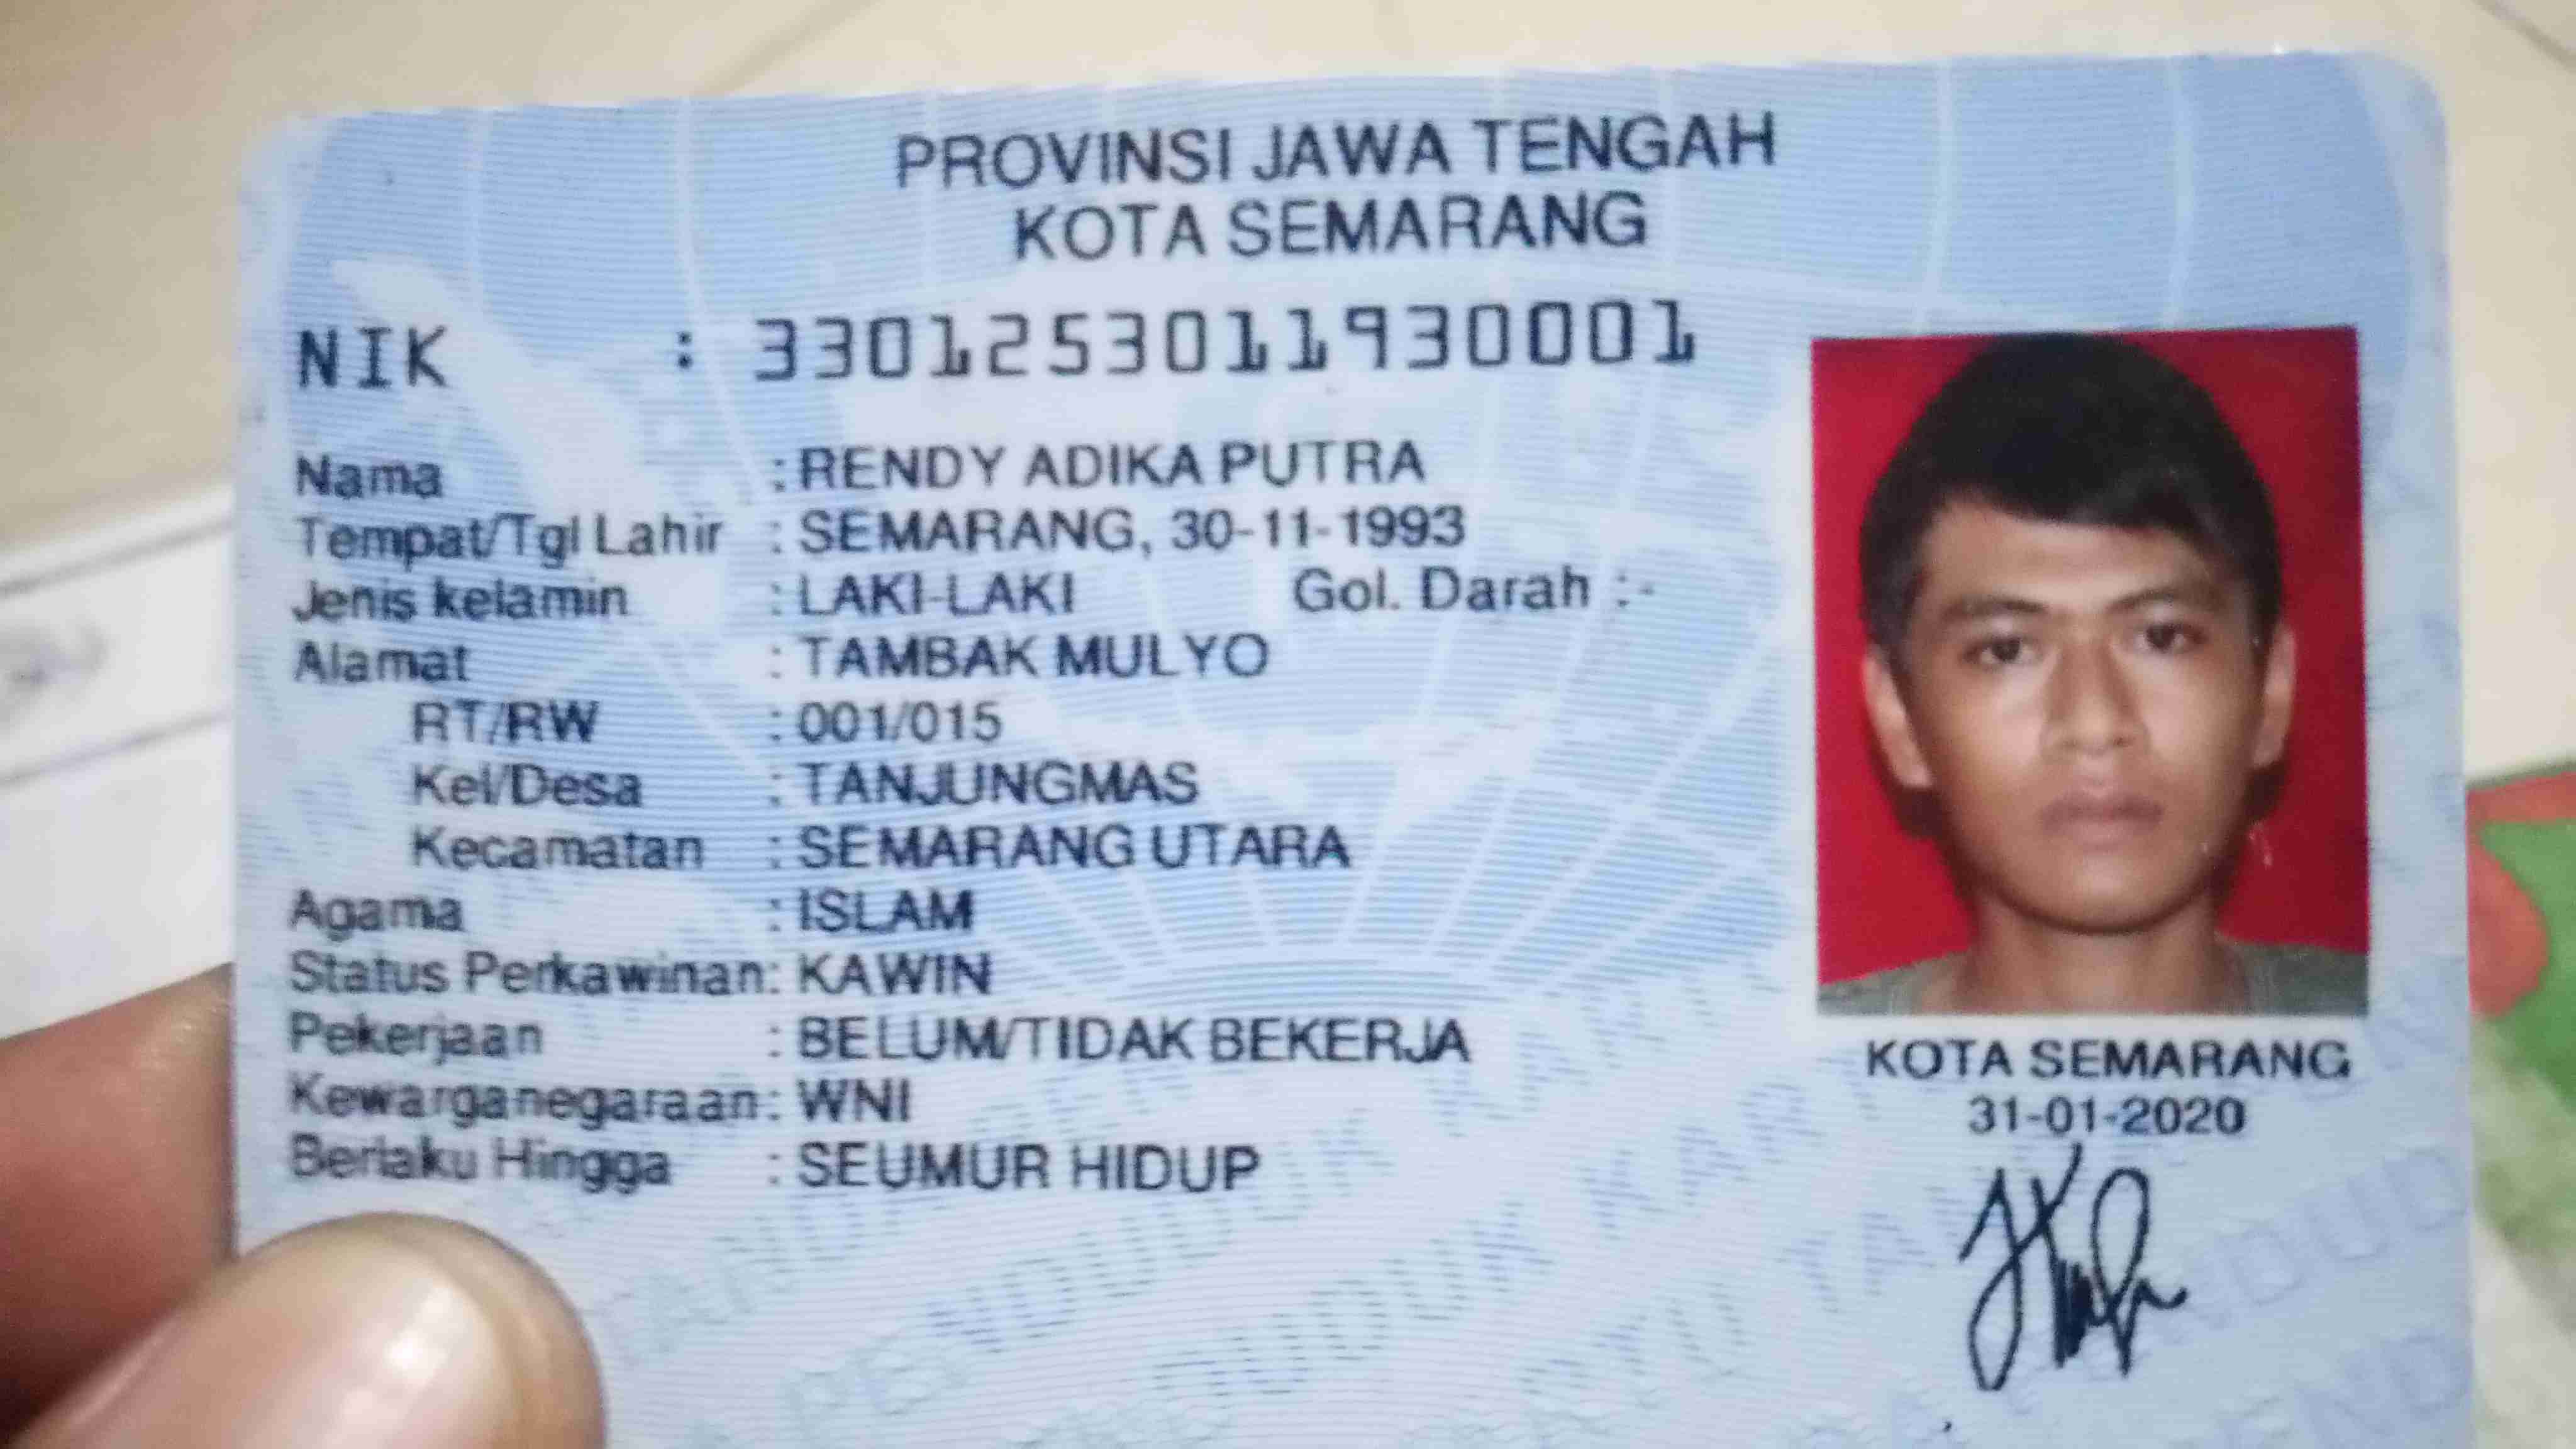 PROVINSI JAWA TENGAH
KOTA SEMARANG
NIK : 3301253011930001
Nama : RENDY ADIKA PUTRA
Tempat/Tgl Lahir : SEMARANG, 30-11-1993
Jenis kelamin : LAKI-LAKI Gol. Darah : -
Alamat : TAMBAK MULYO
RT/RW : 001/015
Kel/Desa : TANJUNGMAS
Kecamatan : SEMARANG UTARA
Agama : ISLAM
Status Perkawinan: KAWIN
Pekerjaan : BELUM/TIDAK BEKERJA
Kewarganegaraan: WNI
Berlaku Hingga : SEUMUR HIDUP
KOTA SEMARANG
31-01-2020